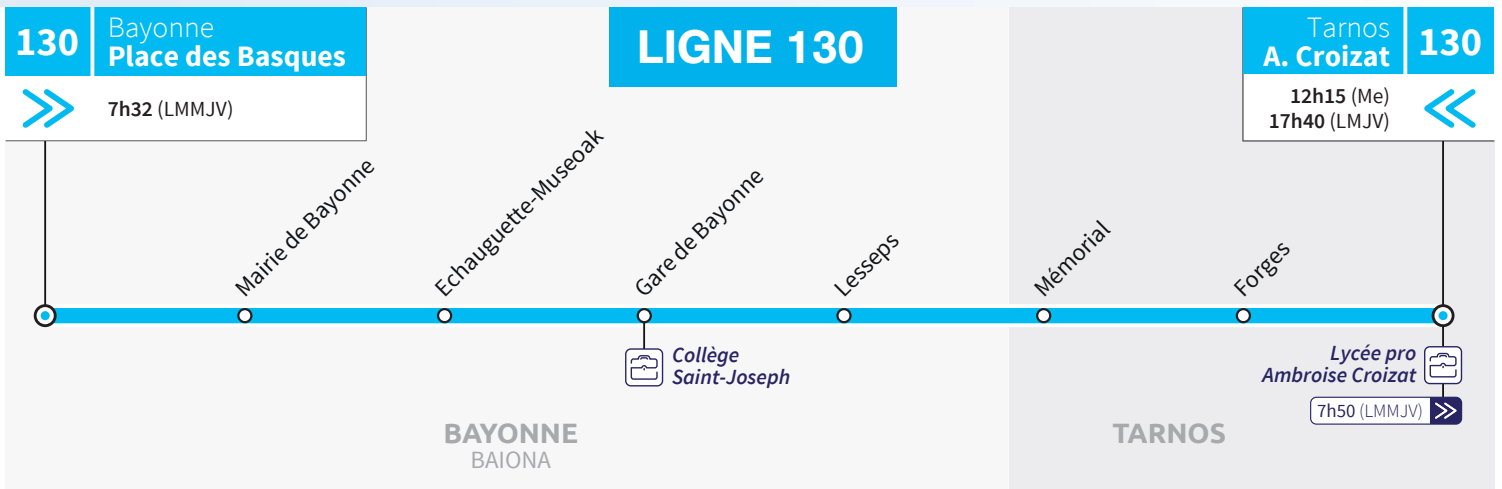 130
Bayonne
Place des Basques
7h32 (LMMJV)
LIGNE 130
Tarnos
A. Croizat
130
12h15 (Me)
17h40 (LMJV)
Mairie de Bayonne
Echauguette-Museoak
Gare de Bayonne
Lesseps
Mémorial
Forges
Collège
Saint-Joseph
Lycée pro
Ambroise Croizat
7h50 (LMMJV)
BAYONNE
BAIONA
TARNOS